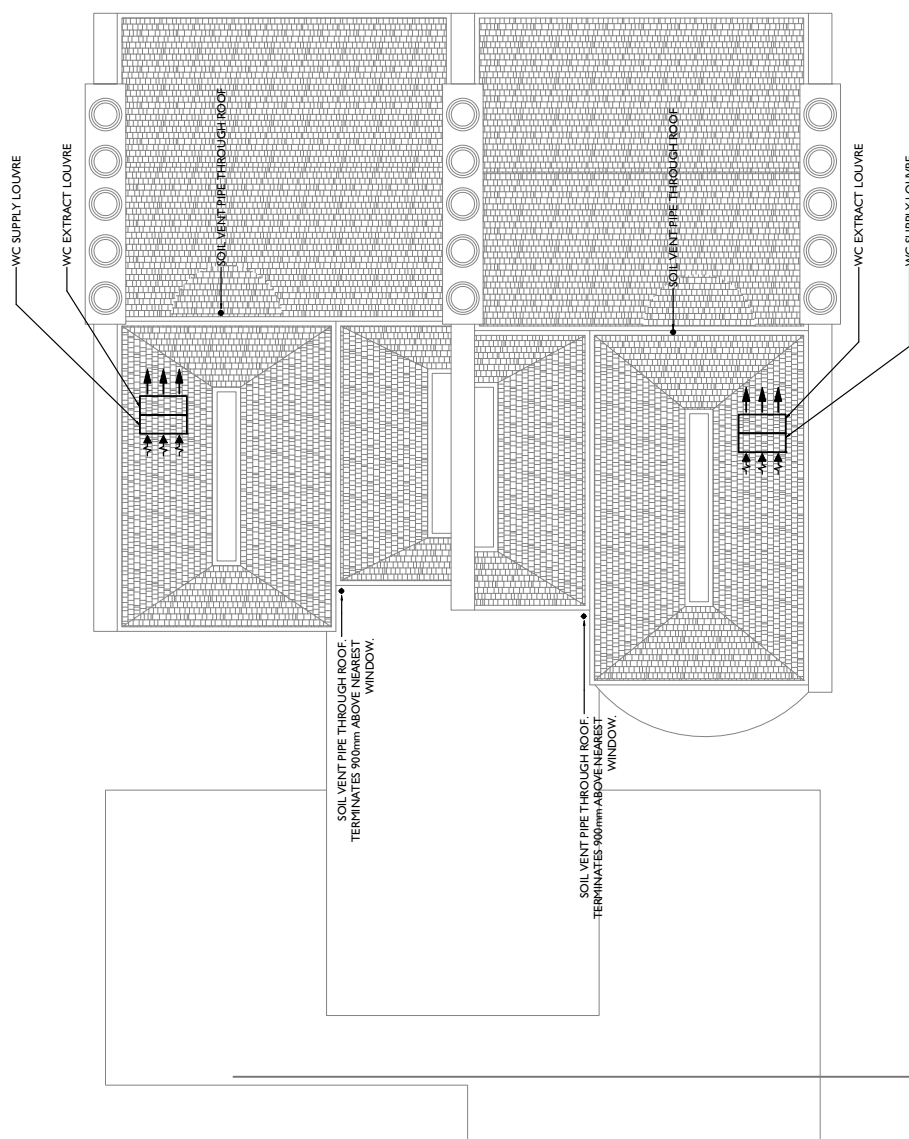 WC SUPPLY LOUVRE
WC EXTRACT LOUVRE
SOIL VENT PIPE THROUGH ROOF
SOIL VENT PIPE THROUGH ROOF.
TERMINATES 900mm ABOVE NEAREST
WINDOW.
SOIL VENT PIPE THROUGH ROOF.
TERMINATES 900mm ABOVE NEAREST
WINDOW.
SOIL VENT PIPE THROUGH ROOF
WC EXTRACT LOUVRE
WC SUPPLY LOUVRE